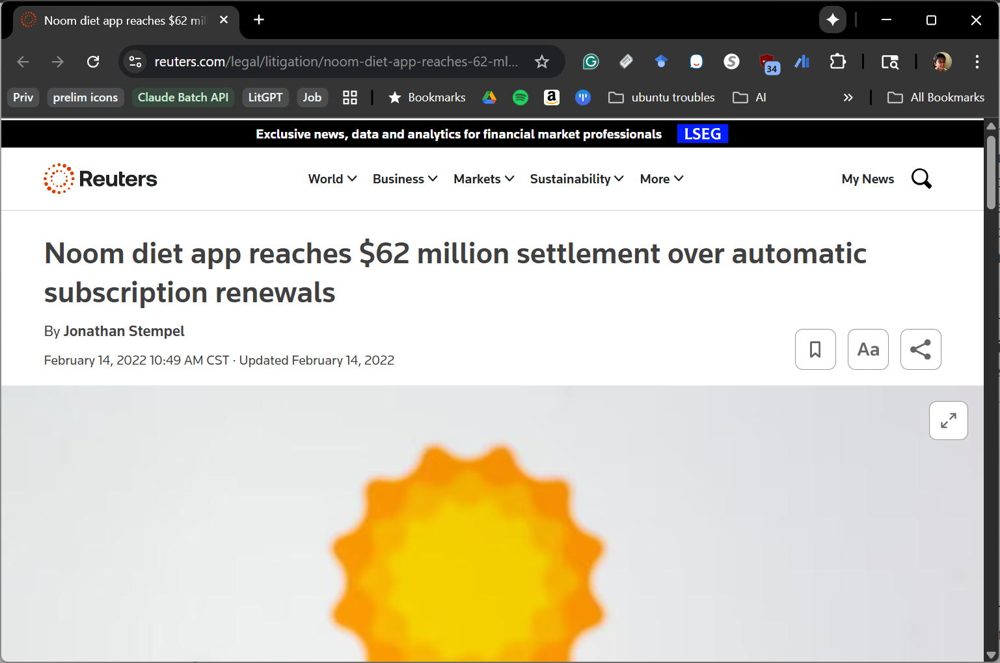 Noom diet app reaches $62 mil
reuters.com/legal/litigation/noom-diet-app-reaches-62-ml...
34
Priv
prelim icons
Claude Batch API
LitGPT
Job
Bookmarks
ubuntu troubles
AI
All Bookmarks
Exclusive news, data and analytics for financial market professionals LSEG
Reuters
World
Business
Markets
Sustainability
More
My News
Noom diet app reaches $62 million settlement over automatic
subscription renewals
By Jonathan Stempel
February 14, 2022 10:49 AM CST · Updated February 14, 2022
Aa